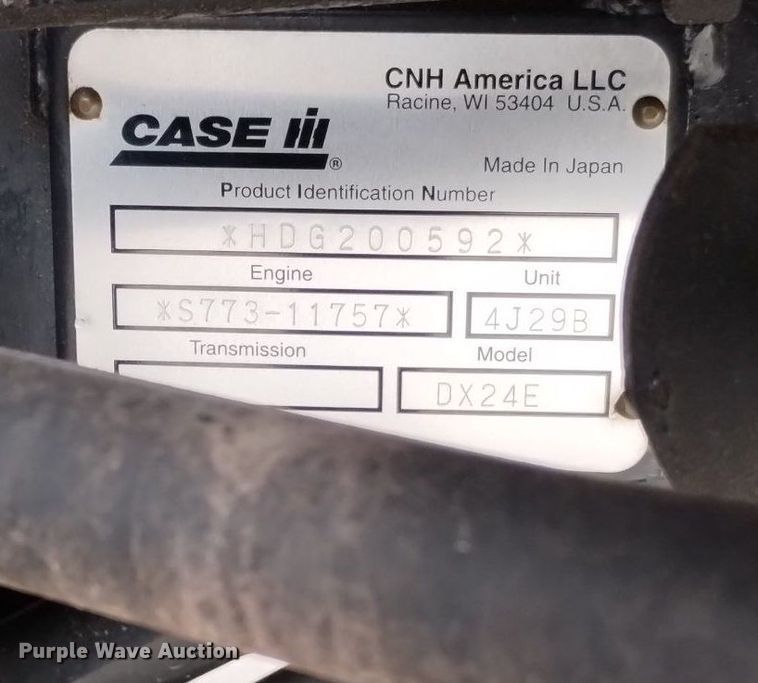 CNH America LLC
Racine, WI 53404 U.S.A.
CASE IH ®
Made In Japan
Product Identification Number
*HDG200592*
Engine Unit
*S773-11757* 4J29B
Transmission Model
DX24E
Purple Wave Auction